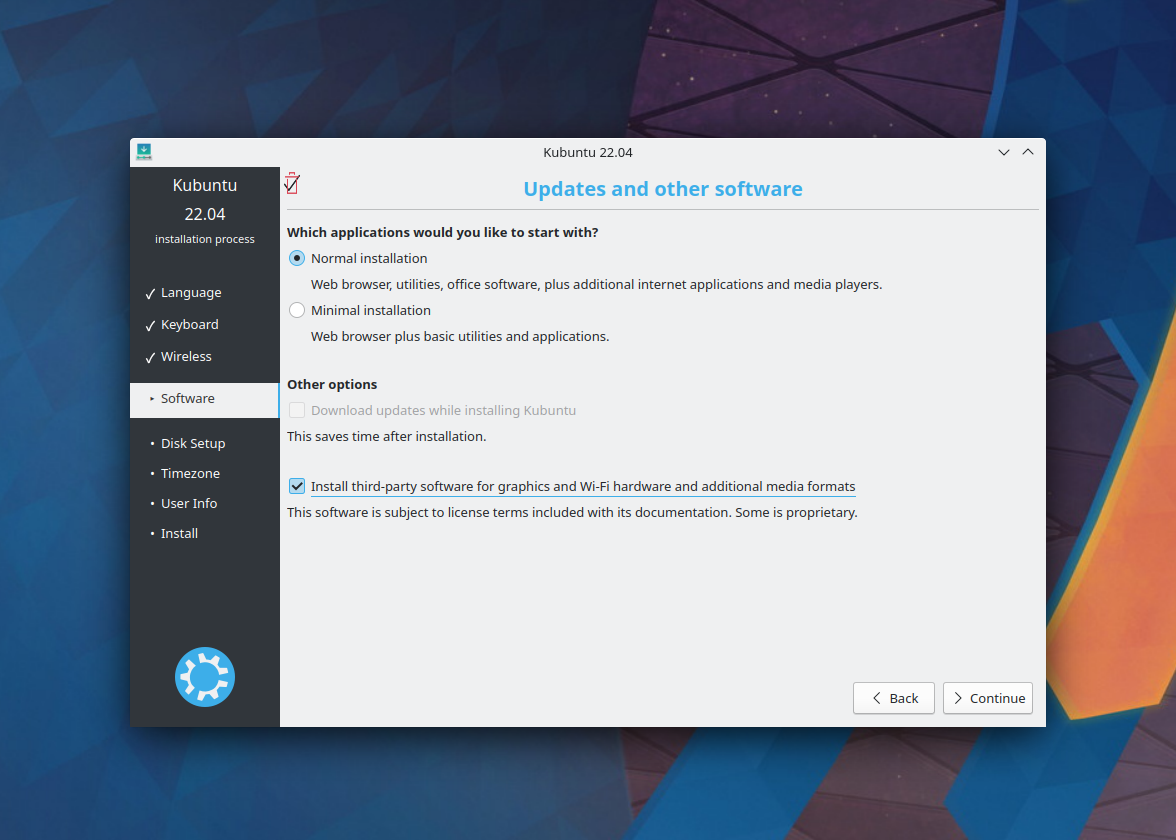 Kubuntu 22.04
Kubuntu
22.04
installation process
Language
Keyboard
Wireless
Software
Disk Setup
Timezone
User Info
Install
Updates and other software
Which applications would you like to start with?
Normal installation
Web browser, utilities, office software, plus additional internet applications and media players.
Minimal installation
Web browser plus basic utilities and applications.
Other options
Download updates while installing Kubuntu
This saves time after installation.
Install third-party software for graphics and Wi-Fi hardware and additional media formats
This software is subject to license terms included with its documentation. Some is proprietary.
Back
Continue